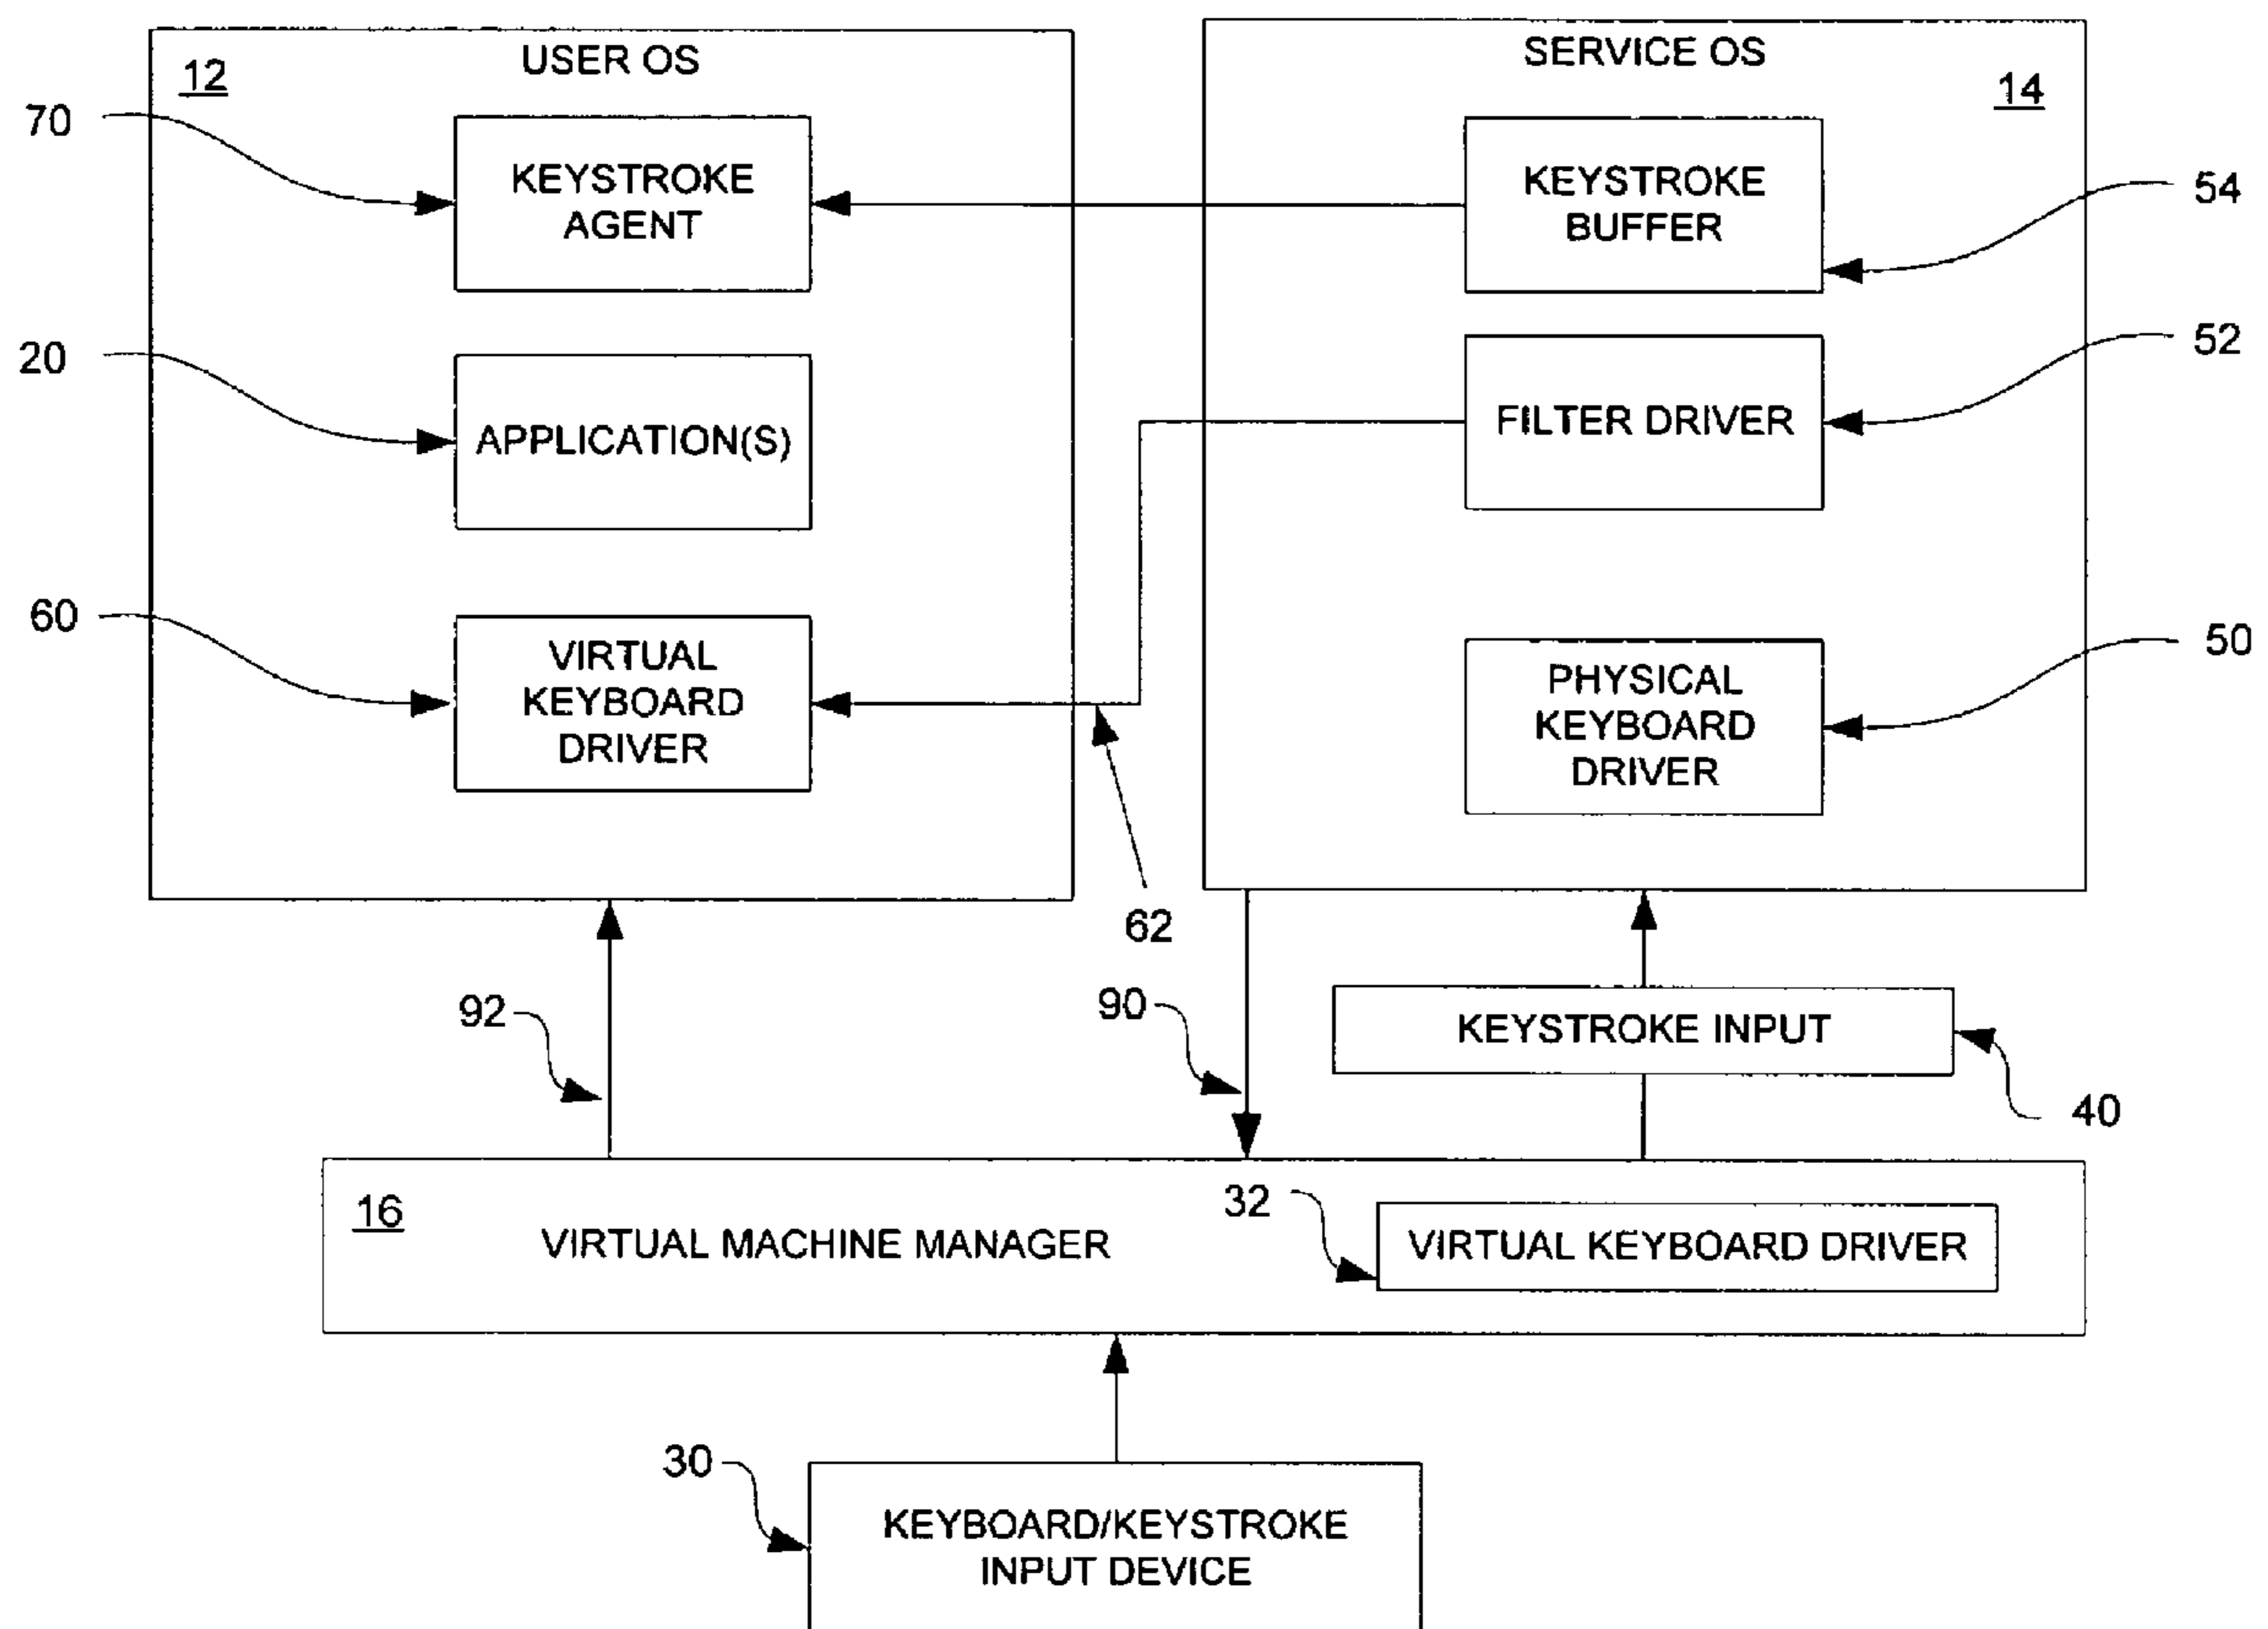 USER OS
12
70
KEYSTROKE
AGENT
20
APPLICATION(S)
60
VIRTUAL
KEYBOARD
DRIVER
SERVICE OS
14
KEYSTROKE
BUFFER
54
FILTER DRIVER
52
PHYSICAL
KEYBOARD
DRIVER
50
62
92
90
KEYSTROKE INPUT
40
16
VIRTUAL MACHINE MANAGER
32
VIRTUAL KEYBOARD DRIVER
30
KEYBOARD/KEYSTROKE
INPUT DEVICE